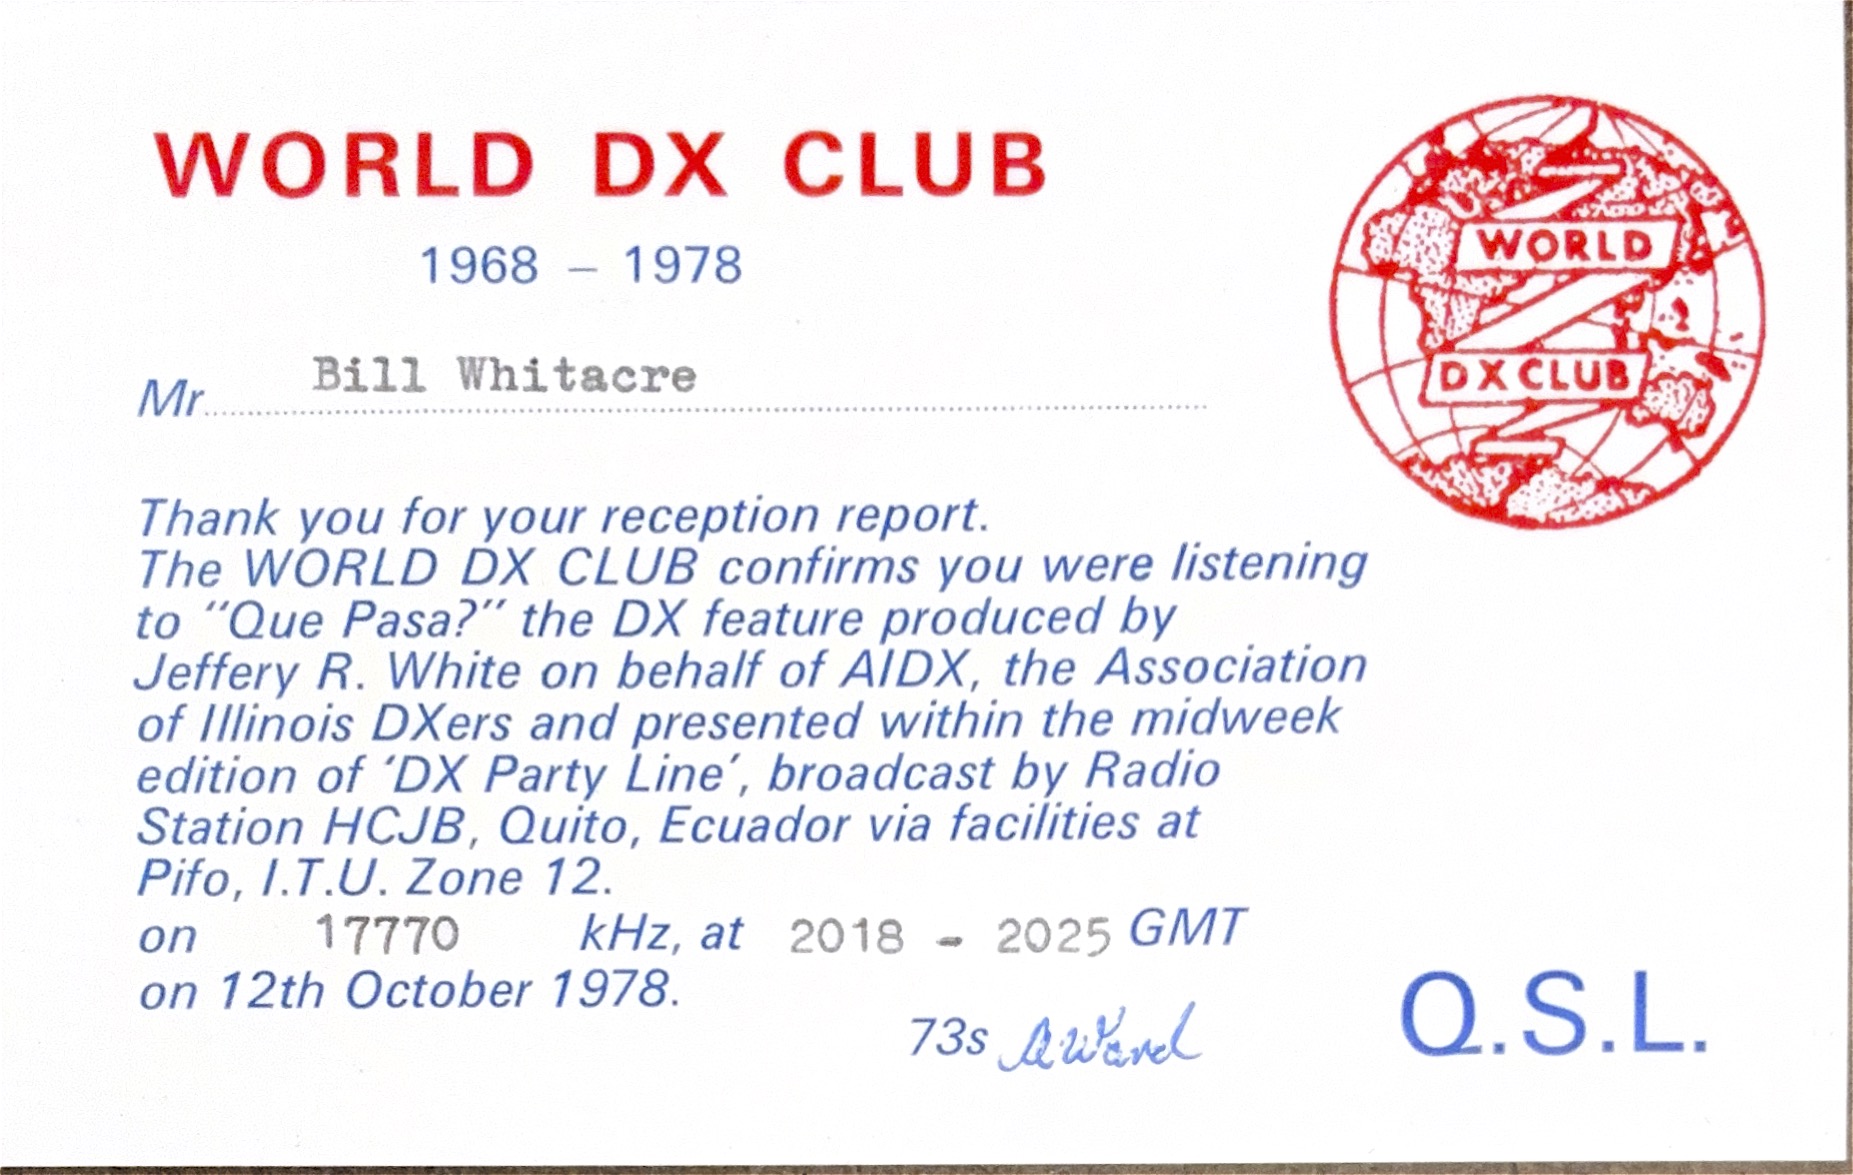 WORLD DX CLUB
1968 – 1978
WORLD
DX CLUB
Mr. Bill Whitacre
Thank you for your reception report.
The WORLD DX CLUB confirms you were listening
to "Que Pasa?" the DX feature produced by
Jeffery R. White on behalf of AIDX, the Association
of Illinois DXers and presented within the midweek
edition of 'DX Party Line', broadcast by Radio
Station HCJB, Quito, Ecuador via facilities at
Pifo, I.T.U. Zone 12.
on 17770 kHz, at 2018 - 2025 GMT
on 12th October 1978.
73s AWard
Q.S.L.